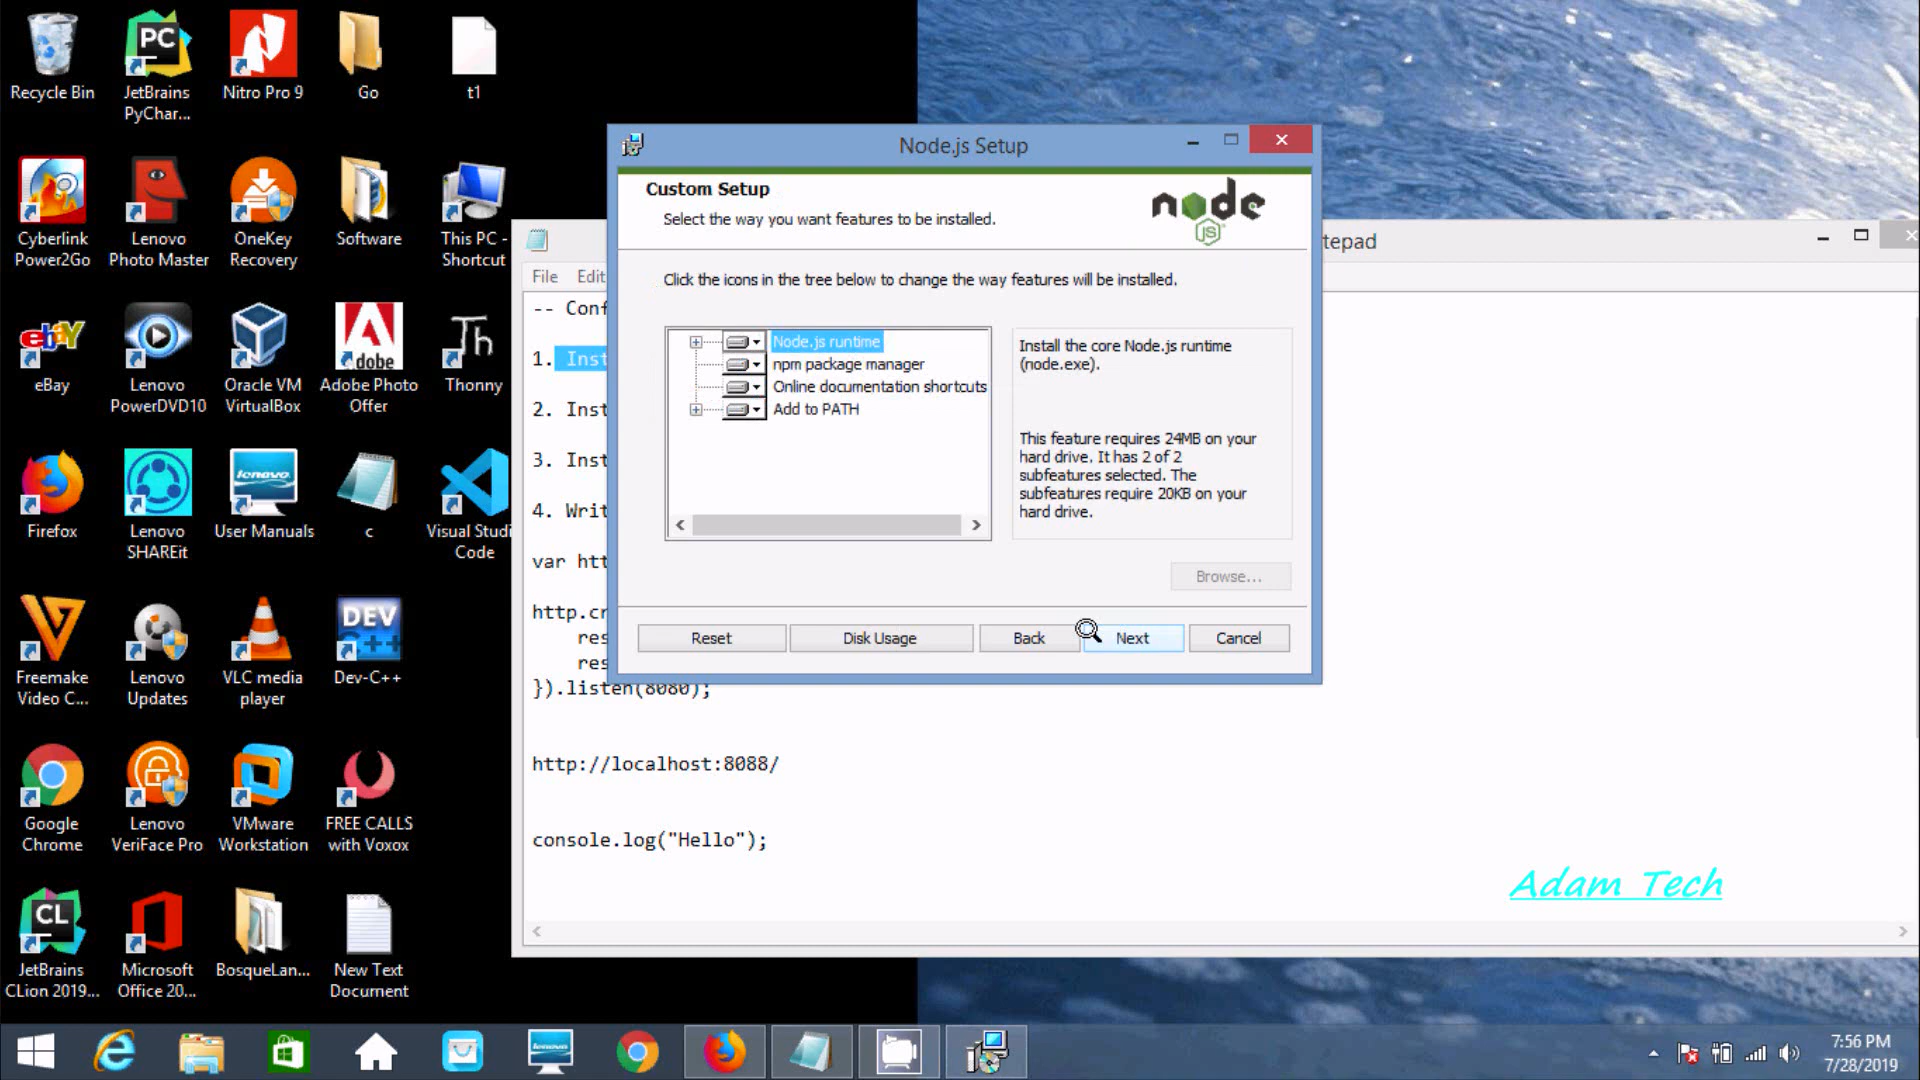 Recycle Bin
JetBrains
PyChar...
Nitro Pro 9
Go
t1
Cyberlink
Power2Go
Lenovo
Photo Master
OneKey
Recovery
Software
This PC -
Shortcut
eBay
Lenovo
PowerDVD10
Oracle VM
VirtualBox
Adobe Photo
Offer
Thonny
Firefox
Lenovo
SHAREit
User Manuals
c
Visual Studi
Code
Freemake
Video C...
Lenovo
Updates
VLC media
player
Dev-C++
Google
Chrome
Lenovo
VeriFace Pro
VMware
Workstation
FREE CALLS
with Voxox
JetBrains
CLion 2019...
Microsoft
Office 20...
BosqueLan...
New Text
Document
Node.js Setup
Custom Setup
Select the way you want features to be installed.
node
JS
Click the icons in the tree below to change the way features will be installed.
Node.js runtime
npm package manager
Online documentation shortcuts
Add to PATH
Install the core Node.js runtime
(node.exe).
This feature requires 24MB on your
hard drive. It has 2 of 2
subfeatures selected. The
subfeatures require 20KB on your
hard drive.
Browse...
Reset
Disk Usage
Back
Next
Cancel
tepad
File Edit
-- Conf
1. Inst
2. Inst
3. Inst
4. Writ
var htt
http.cr
res
res
}).listen(8080);
http://localhost:8088/
console.log("Hello");
Adam Tech
7:56 PM
7/28/2019
PC
ebay
Adobe
Th
lenovo
DEV
C++
CL
lenovo